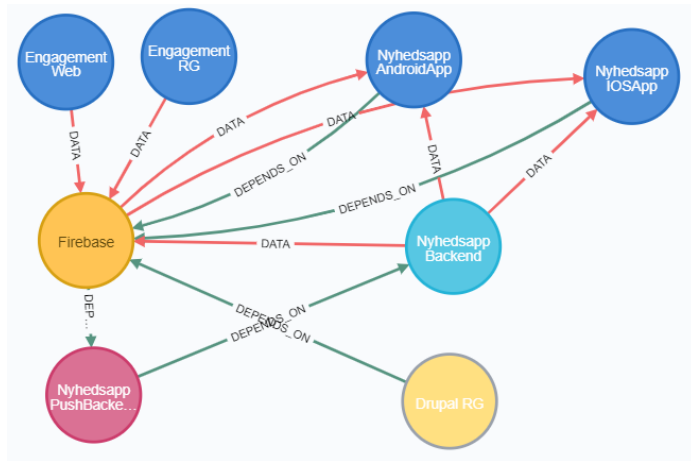 Engagement
Web
Engagement
RG
Nyhedsapp
AndroidApp
Nyhedsapp
IOSApp
DATA
DATA
DATA
DATA
DEPENDS_ON
DATA
DATA
DEPENDS_ON
Firebase
DATA
Nyhedsapp
Backend
DEP...
DEPENDS_ON
DEPENDS_ON
Nyhedsapp
PushBacke...
Drupal RG